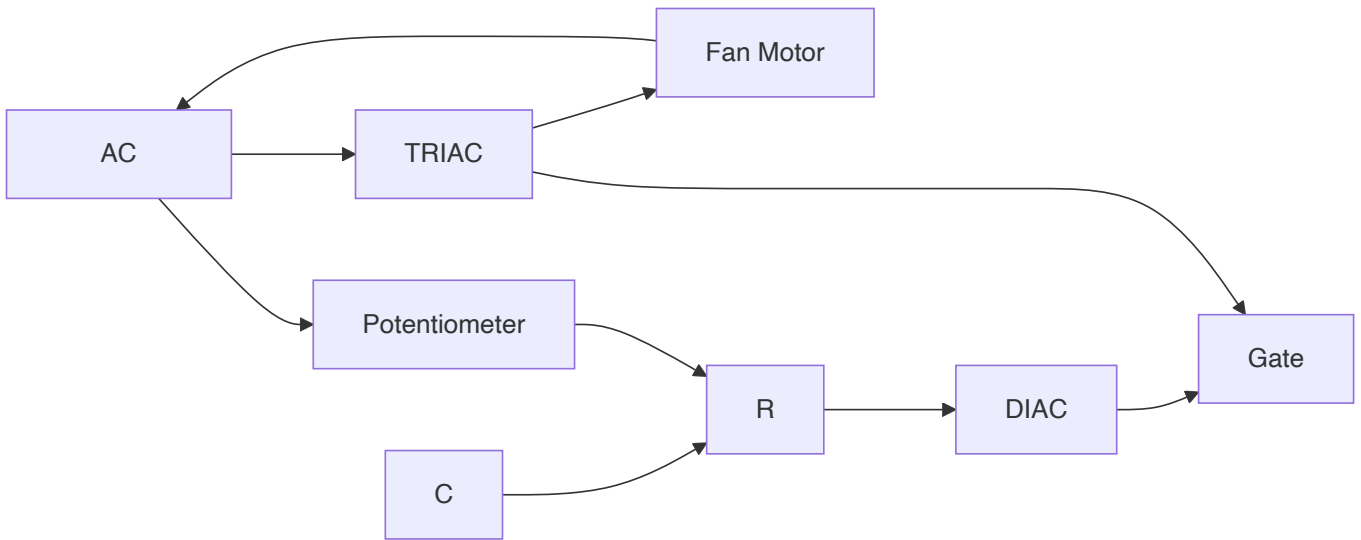 Fan Motor
AC
TRIAC
Potentiometer
Gate
R
DIAC
C